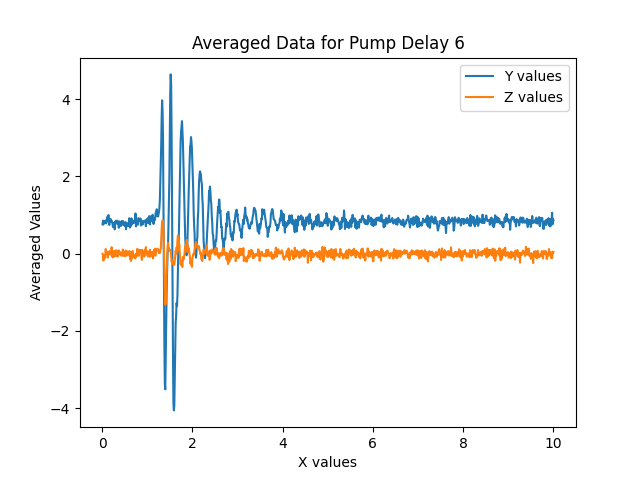 Averaged Data for Pump Delay 6
Y values
Z values
Averaged Values
4
2
0
−2
−4
0
2
4
6
8
10
X values